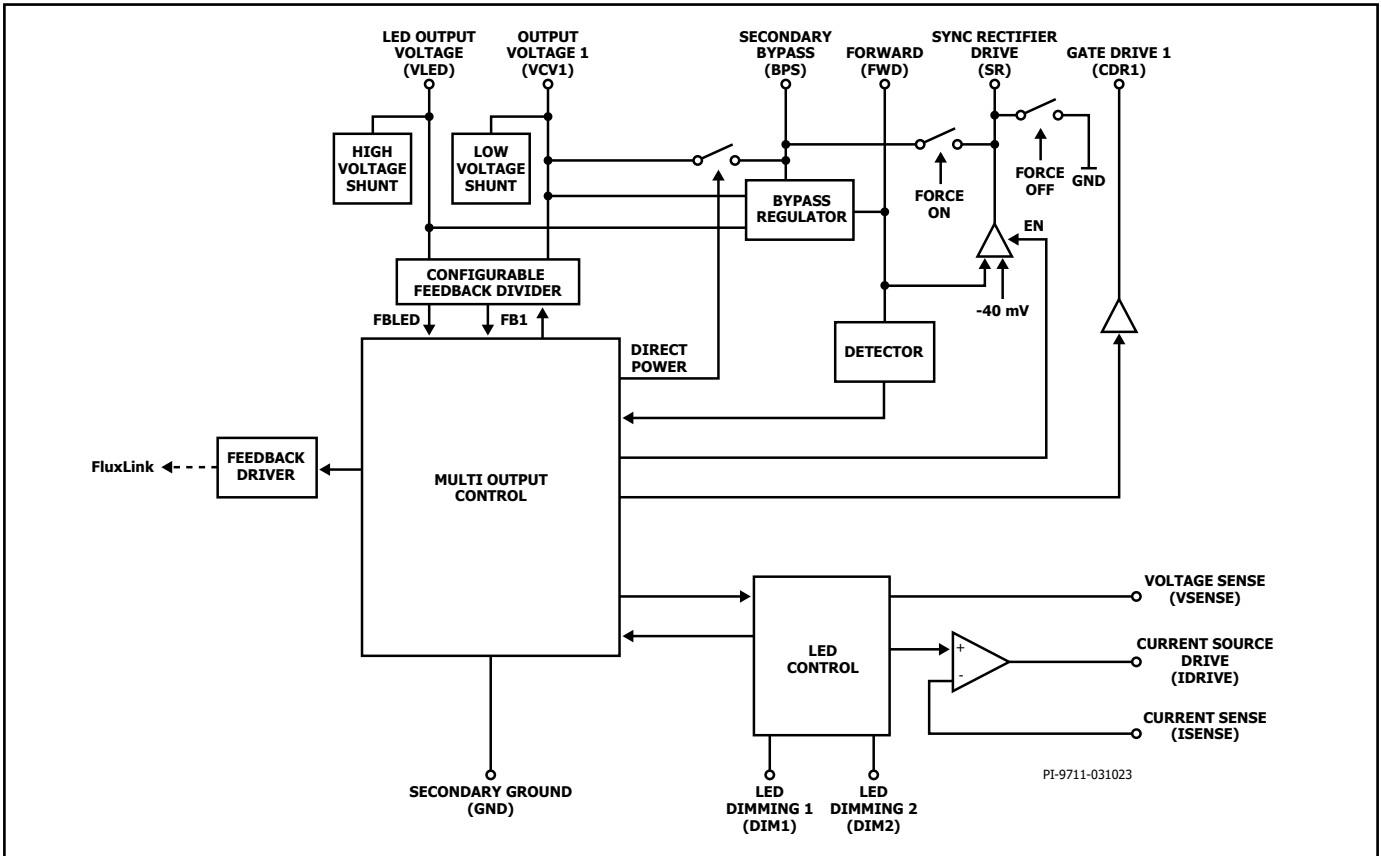 LED OUTPUT
VOLTAGE
(VLED)
OUTPUT
VOLTAGE 1
(VCV1)
SECONDARY
BYPASS
(BPS)
FORWARD
(FWD)
SYNC RECTIFIER
DRIVE
(SR)
GATE DRIVE 1
(CDR1)
HIGH
VOLTAGE
SHUNT
LOW
VOLTAGE
SHUNT
BYPASS
REGULATOR
FORCE
ON
FORCE
OFF
GND
EN
-40 mV
CONFIGURABLE
FEEDBACK DIVIDER
FBLED
FB1
DIRECT
POWER
DETECTOR
FluxLink
FEEDBACK
DRIVER
MULTI OUTPUT
CONTROL
LED
CONTROL
+
-
VOLTAGE SENSE
(VSENSE)
CURRENT SOURCE
DRIVE
(IDRIVE)
CURRENT SENSE
(ISENSE)
SECONDARY GROUND
(GND)
LED
DIMMING 1
(DIM1)
LED
DIMMING 2
(DIM2)
PI-9711-031023